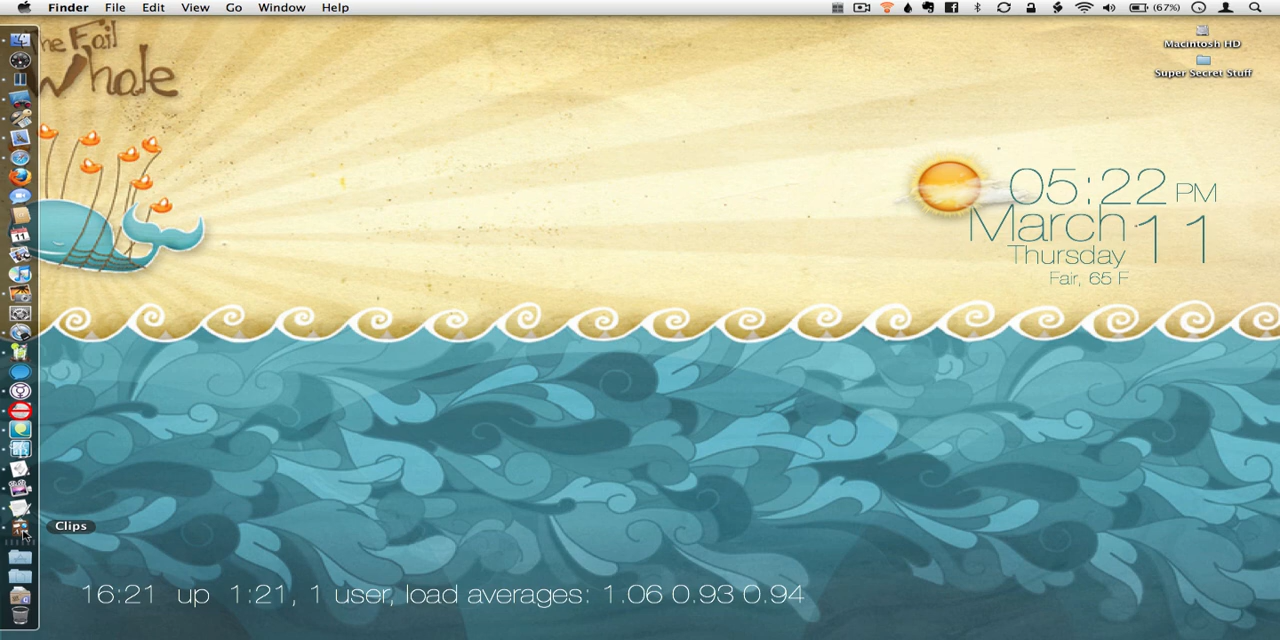 Finder File Edit View Go Window Help
(67%)
The Fail
Whale
Macintosh HD
Super Secret Stuff
05:22 PM
March 11
Thursday
Fair, 65 F
11
Clips
16:21 up 1:21, 1 user, load averages: 1.06 0.93 0.94